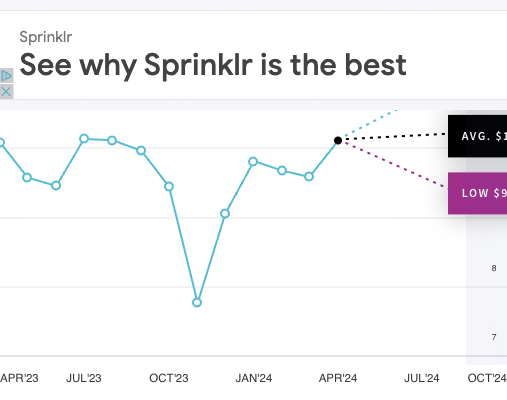 Sprinklr
See why Sprinklr is the best
AVG. $1
LOW $9
8
7
APR'23 JUL'23 OCT'23 JAN'24 APR'24 JUL'24 OCT'24